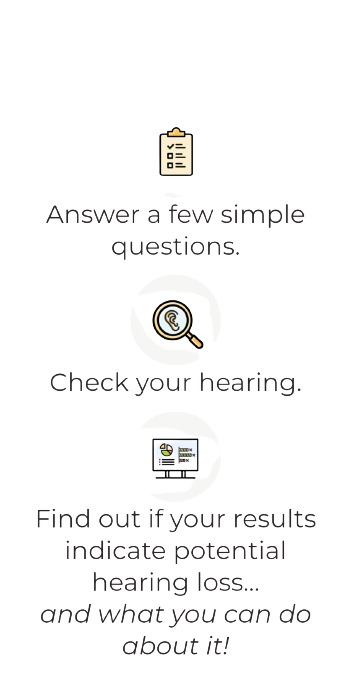 Answer a few simple
questions.
Check your hearing.
Find out if your results
indicate potential
hearing loss...
and what you can do
about it!